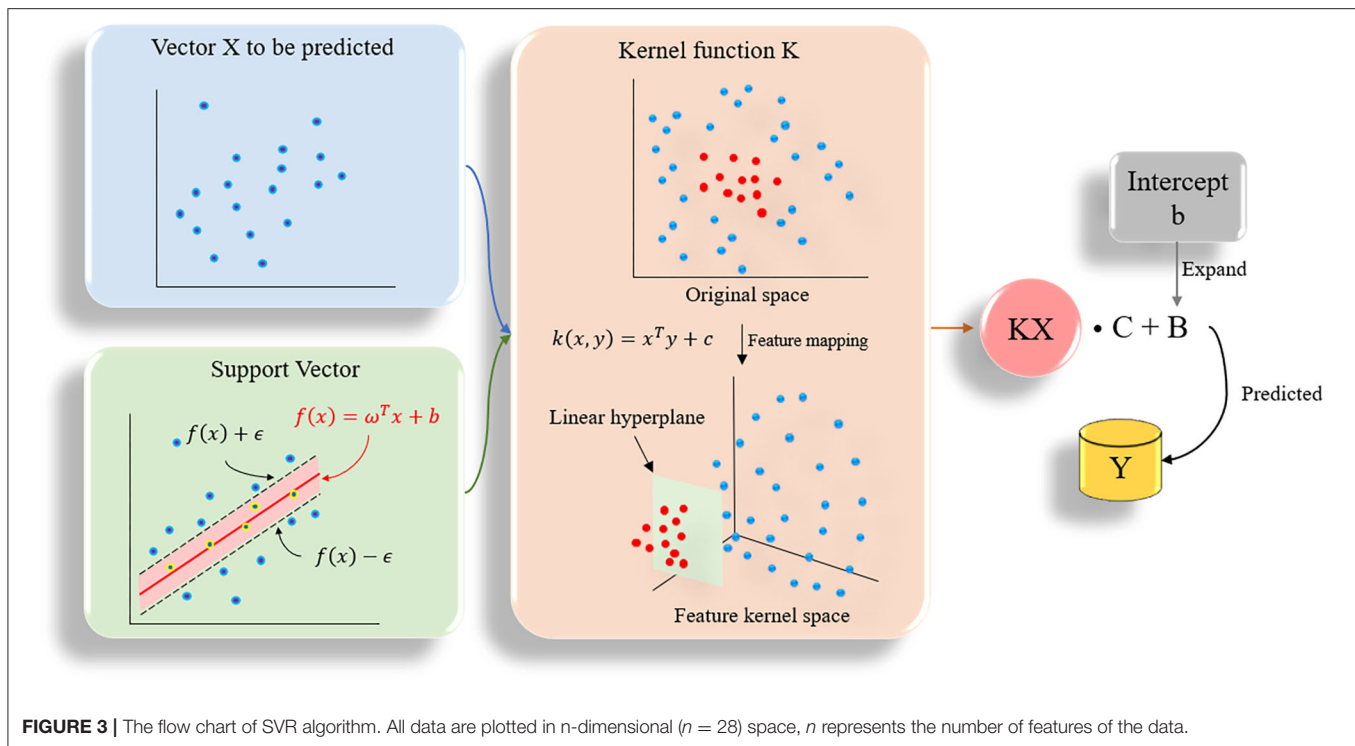 Vector X to be predicted
Support Vector
f(x) + ϵ
f(x) = ω^T x + b
f(x) − ϵ
Kernel function K
Original space
k(x, y) = x^T y + c
Feature mapping
Linear hyperplane
Feature kernel space
Intercept
b
Expand
KX • C + B
Predicted
Y
FIGURE 3 | The flow chart of SVR algorithm. All data are plotted in n-dimensional (n = 28) space, n represents the number of features of the data.